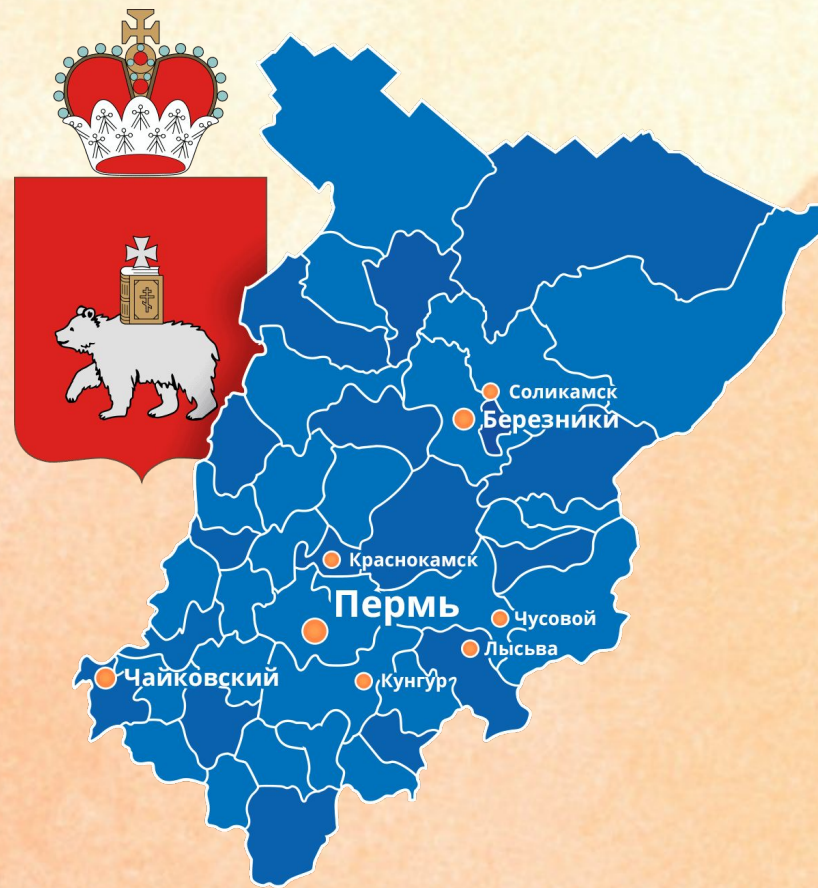 Соликамск
Березники
Краснокамск
Пермь
Чусовой
Лысьва
Чайковский
Кунгур